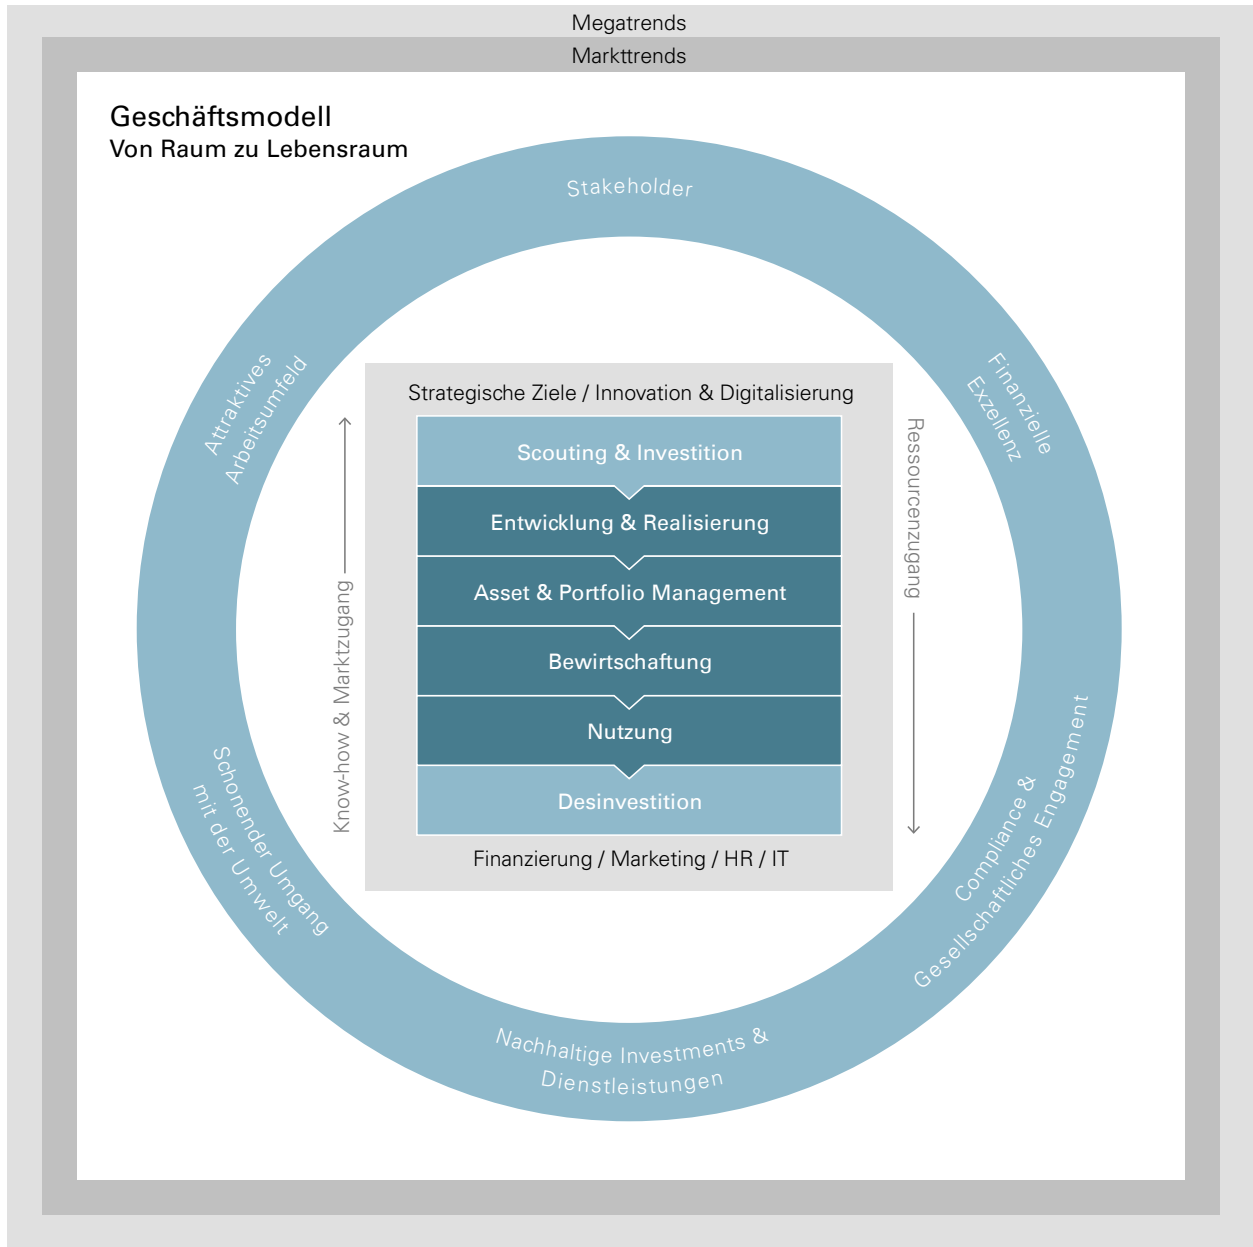 Megatrends
Markttrends
Geschäftsmodell
Von Raum zu Lebensraum
Stakeholder
Attraktives
Arbeitsumfeld
Finanzielle
Exzellenz
Strategische Ziele / Innovation & Digitalisierung
Scouting & Investition
Entwicklung & Realisierung
Asset & Portfolio Management
Bewirtschaftung
Nutzung
Desinvestition
Finanzierung / Marketing / HR / IT
Know-how & Marktzugang
Ressourcenzugang
Schonender Umgang
mit der Umwelt
Compliance &
Gesellschaftliches Engagement
Nachhaltige Investments &
Dienstleistungen